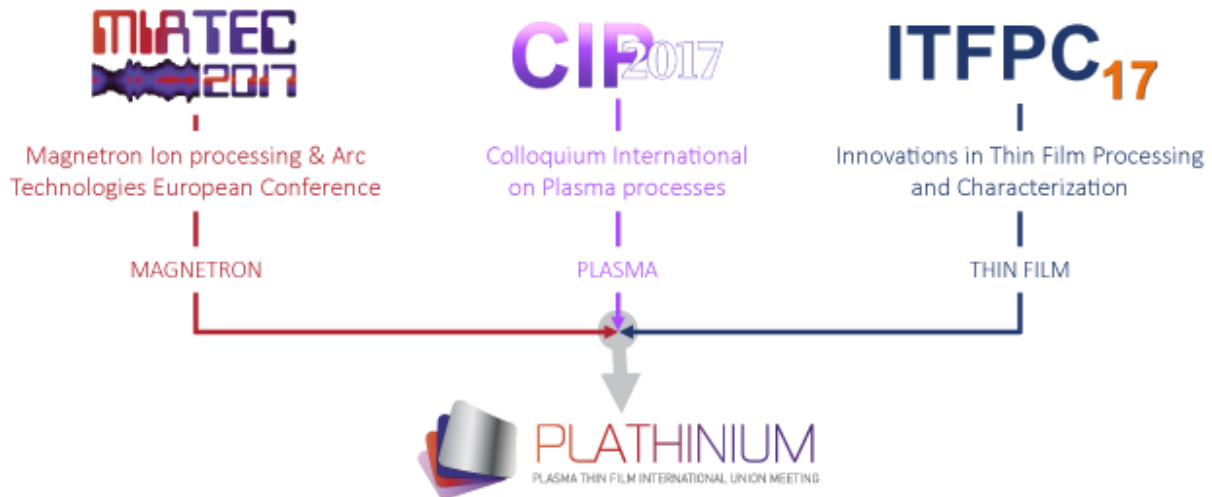 MIATEC
2017
CIP2017
ITFPC17
Magnetron Ion processing & Arc
Technologies European Conference
Colloquium International
on Plasma processes
Innovations in Thin Film Processing
and Characterization
MAGNETRON
PLASMA
THIN FILM
PLATHINIUM
PLASMA THIN FILM INTERNATIONAL UNION MEETING